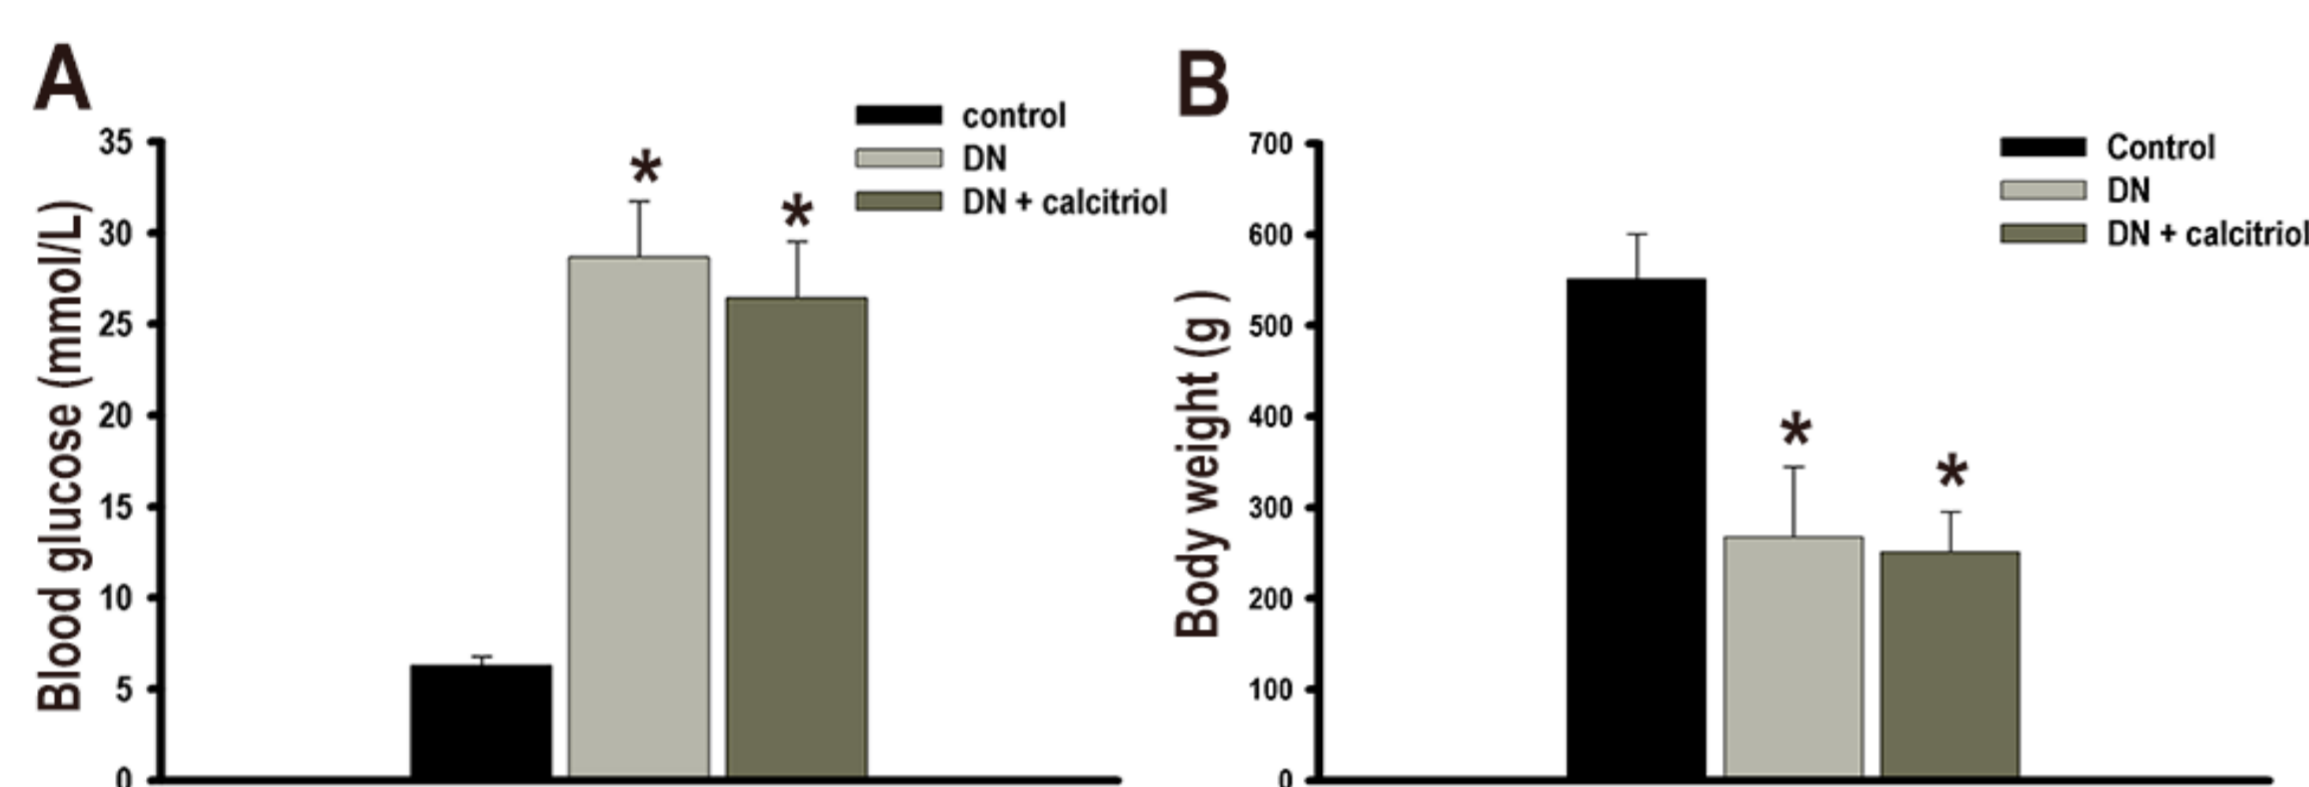 A
35
30
25
20
15
10
5
0
Blood glucose (mmol/L)
*
*
control
DN
DN + calcitriol
B
700
600
500
400
300
200
100
0
Body weight (g )
*
*
Control
DN
DN + calcitriol